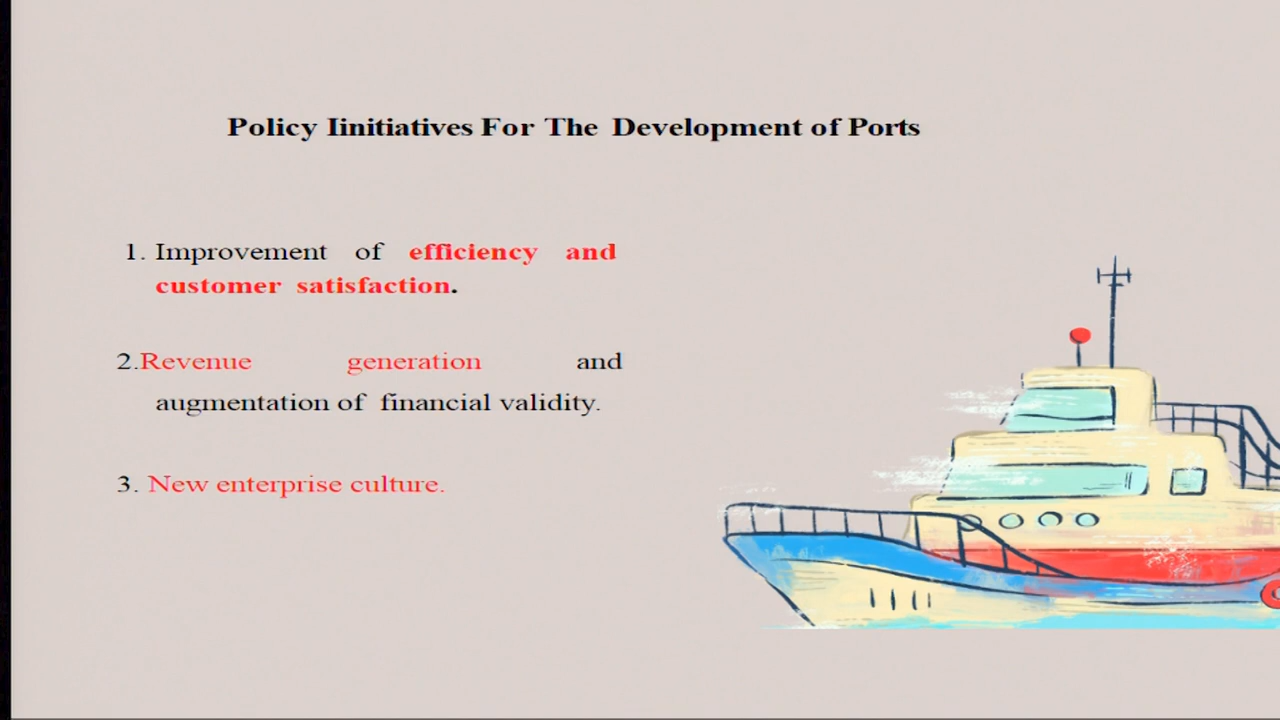 Policy Iinitiatives For The Development of Ports
1. Improvement of efficiency and
customer satisfaction.
2.Revenue generation and
augmentation of financial validity.
3. New enterprise culture.